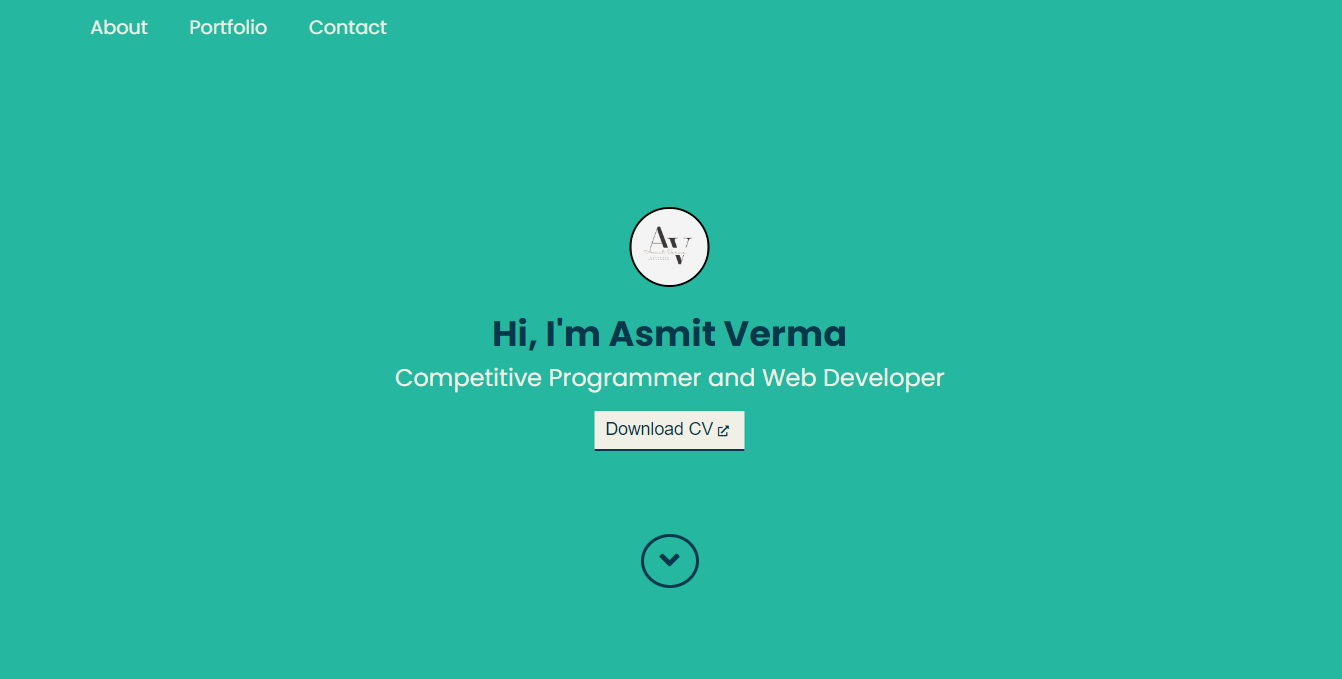 About Portfolio Contact
AV
Hi, I'm Asmit Verma
Competitive Programmer and Web Developer
Download CV